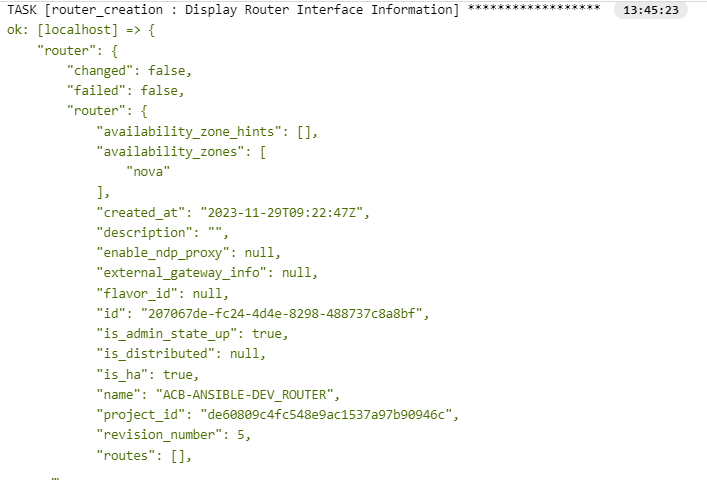 TASK [router_creation : Display Router Interface Information] ****************** 13:45:23
ok: [localhost] => {
    "router": {
        "changed": false,
        "failed": false,
        "router": {
            "availability_zone_hints": [],
            "availability_zones": [
                "nova"
            ],
            "created_at": "2023-11-29T09:22:47Z",
            "description": "",
            "enable_ndp_proxy": null,
            "external_gateway_info": null,
            "flavor_id": null,
            "id": "207067de-fc24-4d4e-8298-488737c8a8bf",
            "is_admin_state_up": true,
            "is_distributed": null,
            "is_ha": true,
            "name": "ACB-ANSIBLE-DEV_ROUTER",
            "project_id": "de60809c4fc548e9ac1537a97b90946c",
            "revision_number": 5,
            "routes": [],
      …